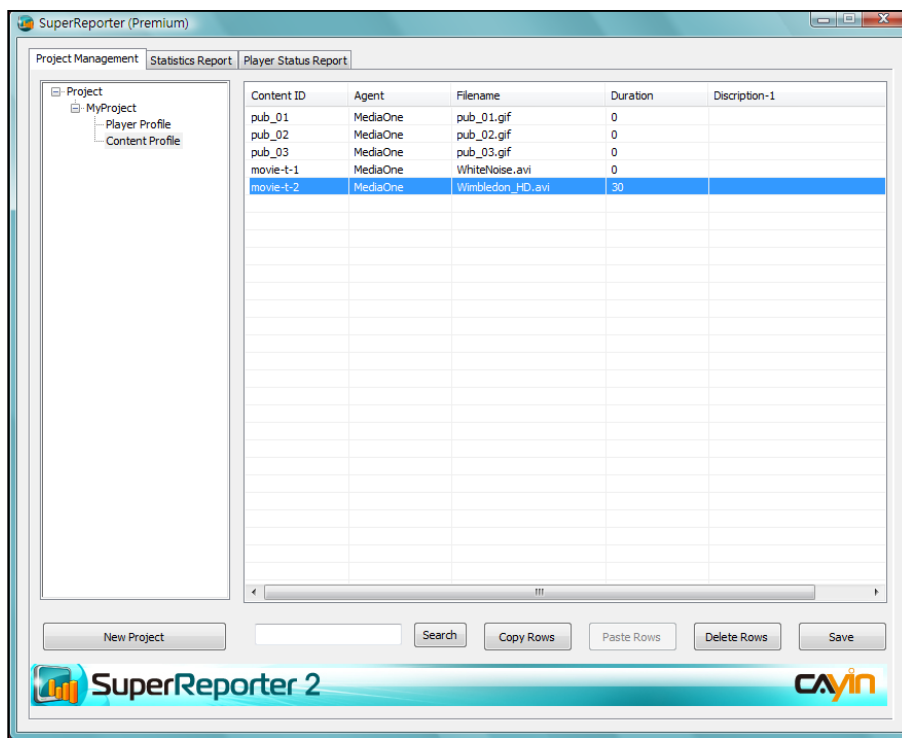 SuperReporter (Premium)
Project Management Statistics Report Player Status Report
Project
MyProject
Player Profile
Content Profile
Content ID Agent Filename Duration Discription-1
pub_01 MediaOne pub_01.gif 0
pub_02 MediaOne pub_02.gif 0
pub_03 MediaOne pub_03.gif 0
movie-t-1 MediaOne WhiteNoise.avi 0
movie-t-2 MediaOne Wimbledon_HD.avi 30
New Project Search Copy Rows Paste Rows Delete Rows Save
SuperReporter 2 CAYIN